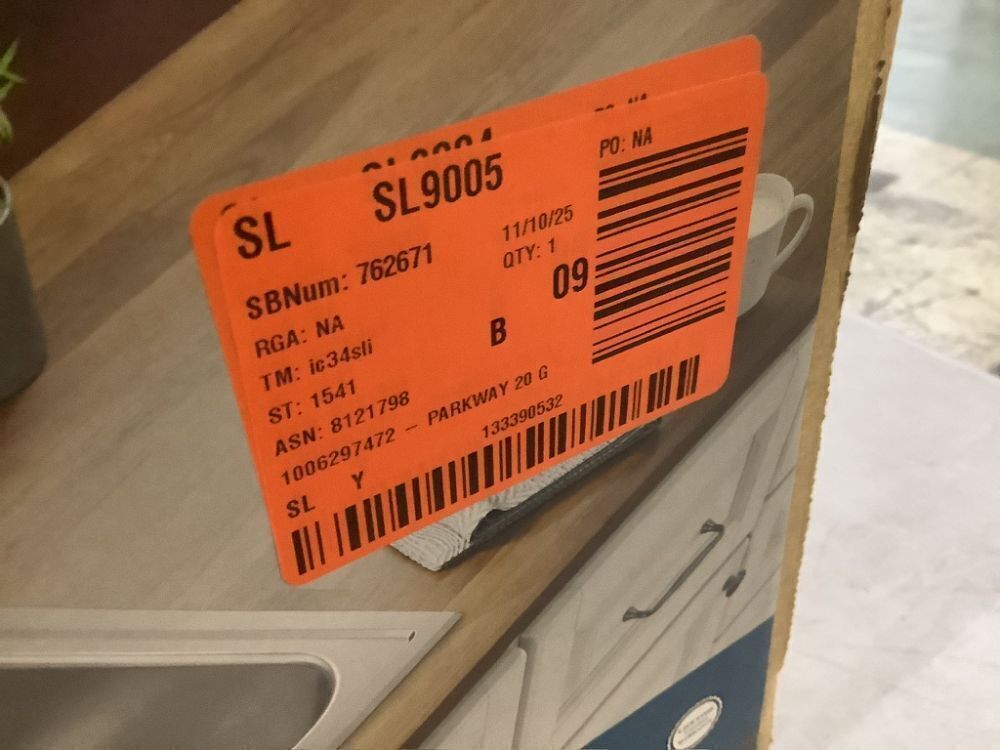 PO: NA
SL SL9005
11/10/25
SBNum: 762671
QTY: 1
RGA: NA
09
TM: ic34sli
B
ST: 1541
ASN: 8121798
1006297472 – PARKWAY 20 G
133390532
SL Y